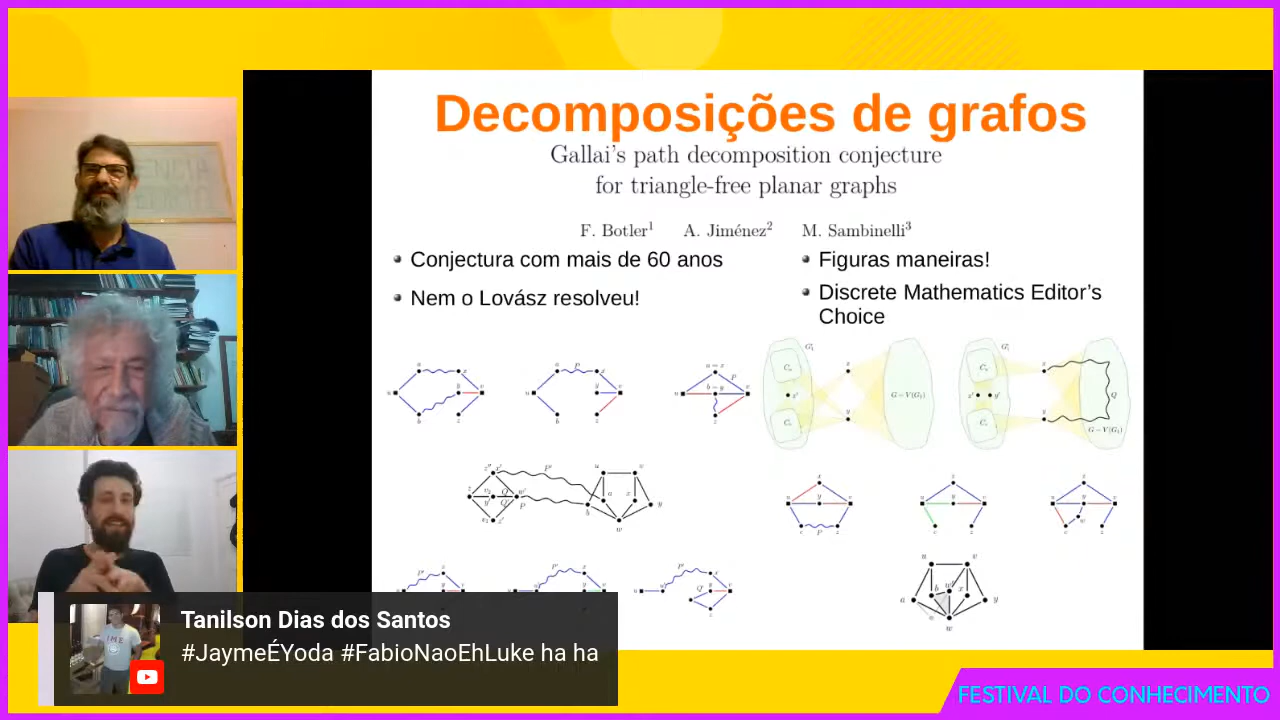 Decomposições de grafos
Gallai's path decomposition conjecture
for triangle-free planar graphs
F. Botler¹ A. Jiménez² M. Sambinelli³
Conjectura com mais de 60 anos
Nem o Lovász resolveu!
Figuras maneiras!
Discrete Mathematics Editor's
Choice
Tanilson Dias dos Santos
#JaymeÉYoda #FabioNaoEhLuke ha ha
FESTIVAL DO CONHECIMENTO